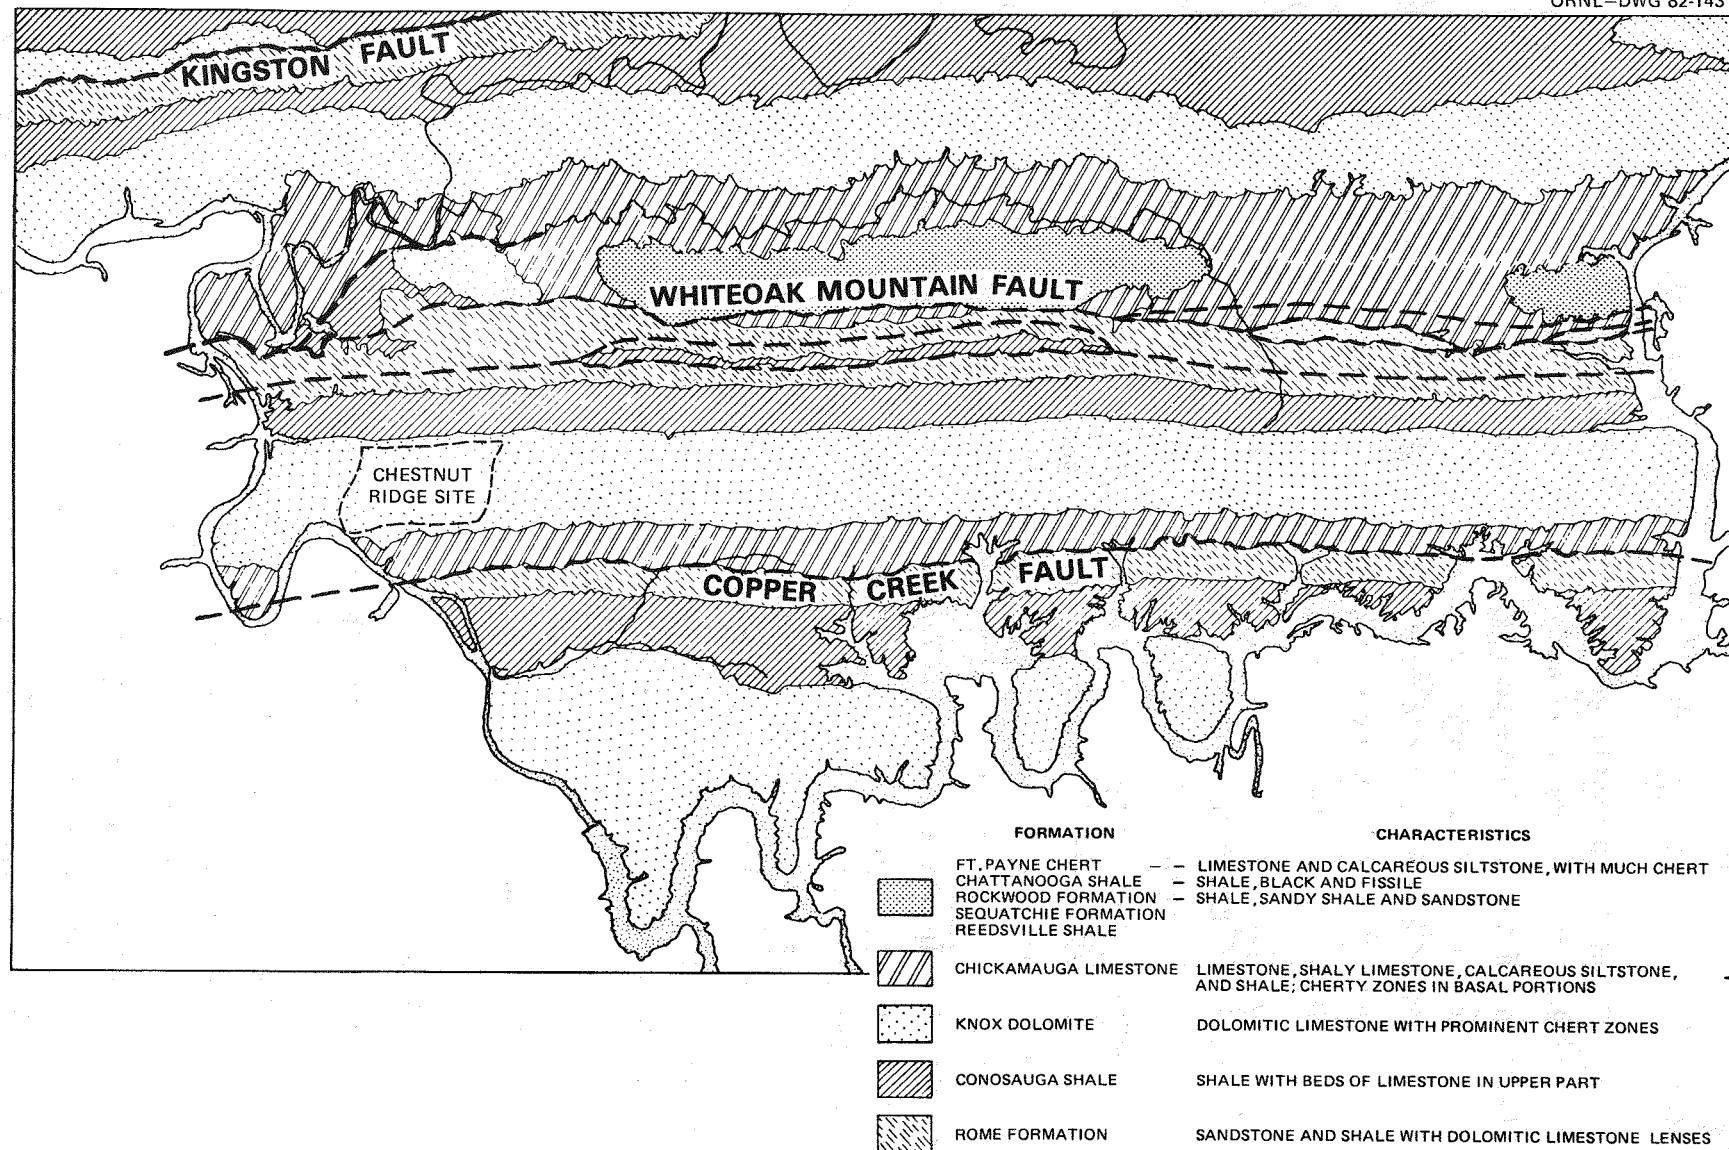 ORNL—DWG 82-143
KINGSTON FAULT
WHITEOAK MOUNTAIN FAULT
CHESTNUT
RIDGE SITE
COPPER CREEK FAULT
FORMATION CHARACTERISTICS
FT. PAYNE CHERT — — LIMESTONE AND CALCAREOUS SILTSTONE, WITH MUCH CHERT
CHATTANOOGA SHALE — SHALE, BLACK AND FISSILE
ROCKWOOD FORMATION — SHALE, SANDY SHALE AND SANDSTONE
SEQUATCHIE FORMATION
REEDSVILLE SHALE
CHICKAMAUGA LIMESTONE LIMESTONE, SHALY LIMESTONE, CALCAREOUS SILTSTONE,
AND SHALE; CHERTY ZONES IN BASAL PORTIONS
KNOX DOLOMITE DOLOMITIC LIMESTONE WITH PROMINENT CHERT ZONES
CONOSAUGA SHALE SHALE WITH BEDS OF LIMESTONE IN UPPER PART
ROME FORMATION SANDSTONE AND SHALE WITH DOLOMITIC LIMESTONE LENSES